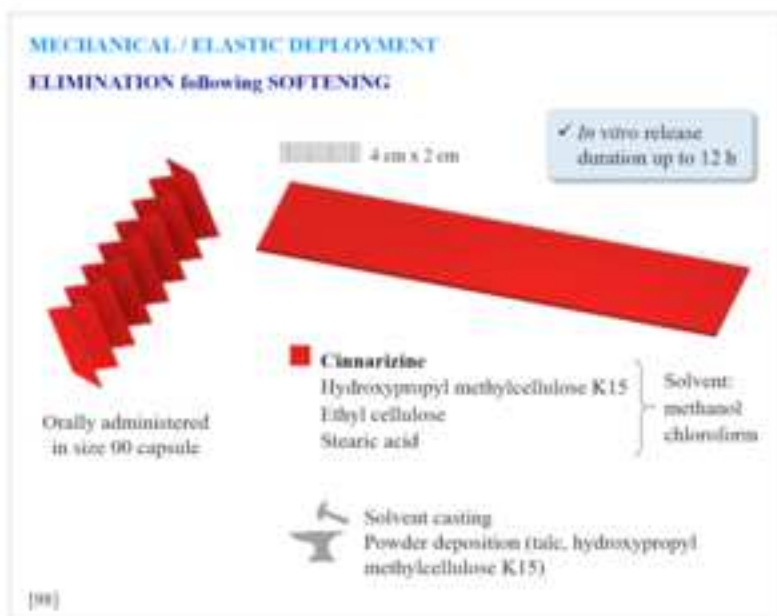 MECHANICAL / ELASTIC DEPLOYMENT
ELIMINATION following SOFTENING
✓ In vitro release
duration up to 12 h
4 cm x 2 cm
Orally administered
in size 00 capsule
Cinnarizine
Hydroxypropyl methylcellulose K15
Ethyl cellulose
Stearic acid
Solvent:
methanol
chloroform
Solvent casting
Powder deposition (talc, hydroxypropyl
methylcellulose K15)
[98]